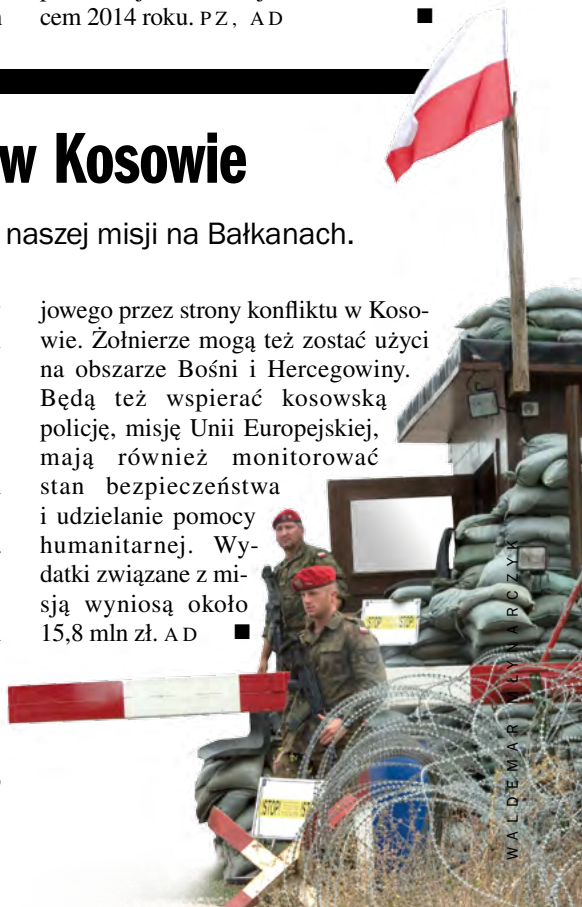 cem 2014 roku. PZ, AD ■
w Kosowie
naszej misji na Bałkanach.
jowego przez strony konfliktu w Koso-
wie. Żołnierze mogą też zostać użyci
na obszarze Bośni i Hercegowiny.
Będą też wspierać kosowską
policję, misję Unii Europejskiej,
mają również monitorować
stan bezpieczeństwa
i udzielanie pomocy
humanitarnej. Wy-
datki związane z mi-
sją wyniosą około
15,8 mln zł. AD ■
STOP!
STOP!
WALDEMAR MŁYNARCZYK